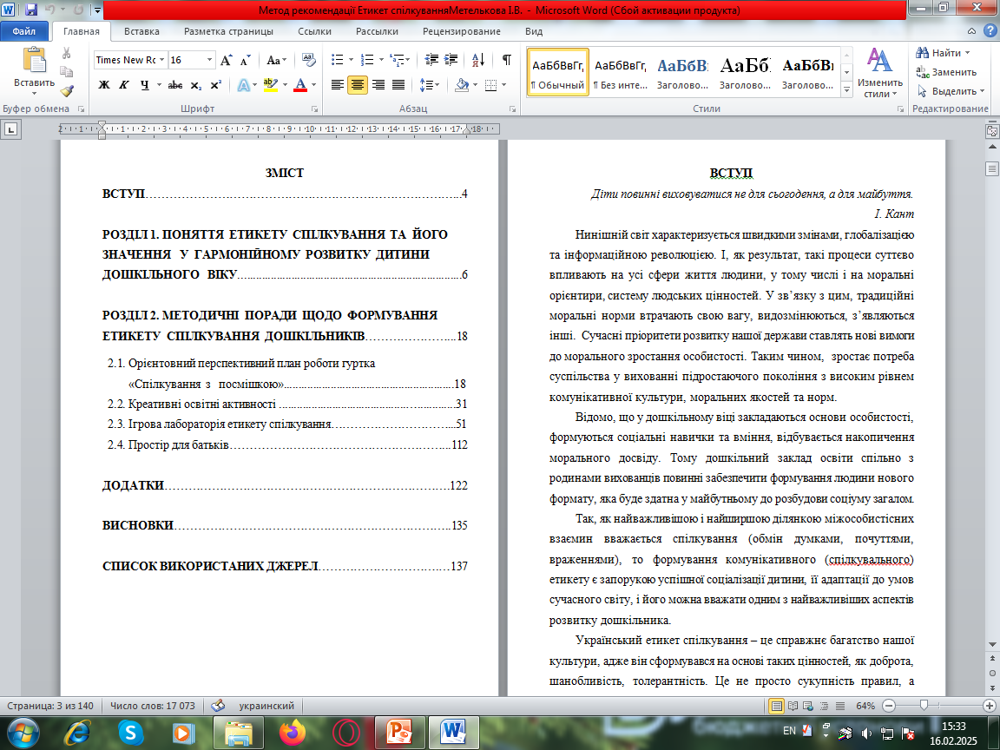 Метод рекомендації Етикет спілкуванняМетелькова І.В. - Microsoft Word (Сбой активации продукта)
Файл Главная Вставка Разметка страницы Стили Ссылки Рассылки Рецензирование Вид
Вставить
Буфер обмена
Times New Ro 16
Шрифт
Абзац
АаБбВвГг, АаБбВвГг, АаБбВ АаБб АаБбВ
¶ Обычный ¶ Без инте... Заголово... Заголово... Заголово...
Стили
Изменить стили
Найти
Заменить
Выделить
Редактирование
ЗМІСТ
ВСТУП…………………………………………………………………...4
РОЗДІЛ 1. ПОНЯТТЯ ЕТИКЕТУ СПІЛКУВАННЯ ТА ЙОГО
ЗНАЧЕННЯ У ГАРМОНІЙНОМУ РОЗВИТКУ ДИТИНИ
ДОШКІЛЬНОГО ВІКУ…...........................................................................6
РОЗДІЛ 2. МЕТОДИЧНІ ПОРАДИ ЩОДО ФОРМУВАННЯ
ЕТИКЕТУ СПІЛКУВАННЯ ДОШКІЛЬНИКІВ…………………...18
2.1. Орієнтовний перспективний план роботи гуртка
«Спілкування з посмішкою»...........................................................18
2.2. Креативні освітні активності .............................................…............31
2.3. Ігрова лабораторія етикету спілкування………………………...51
2.4. Простір для батьків……………………………………………...112
ДОДАТКИ……………………………………………………………122
ВИСНОВКИ…………………………………………………………135
СПИСОК ВИКОРИСТАНИХ ДЖЕРЕЛ…………………………137
ВСТУП
Діти повинні виховуватися не для сьогодення, а для майбуття.
І. Кант
Нинішній світ характеризується швидкими змінами, глобалізацією
та інформаційною революцією. І, як результат, такі процеси суттєво
впливають на усі сфери життя людини, у тому числі і на моральні
орієнтири, систему людських цінностей. У зв’язку з цим, традиційні
моральні норми втрачають свою вагу, видозмінюються, з’являються
інші. Сучасні пріоритети розвитку нашої держави ставлять нові вимоги
до морального зростання особистості. Таким чином, зростає потреба
суспільства у вихованні підростаючого покоління з високим рівнем
комунікативної культури, моральних якостей та норм.
Відомо, що у дошкільному віці закладаються основи особистості,
формуються соціальні навички та вміння, відбувається накопичення
морального досвіду. Тому дошкільний заклад освіти спільно з
родинами вихованців повинні забезпечити формування людини нового
формату, яка буде здатна у майбутньому до розбудови соціуму загалом.
Так, як найважливішою і найширшою ділянкою міжособистісних
взаємин вважається спілкування (обмін думками, почуттями,
враженнями), то формування комунікативного (спілкувального)
етикету є запорукою успішної соціалізації дитини, її адаптації до умов
сучасного світу, і його можна вважати одним з найважливіших аспектів
розвитку дошкільника.
Український етикет спілкування – це справжнє багатство нашої
культури, адже він сформувався на основі таких цінностей, як доброта,
шанобливість, толерантність. Це не просто сукупність правил, а
Страница: 3 из 140 Число слов: 17 073 украинский 64%
EN 15:33
16.02.2025